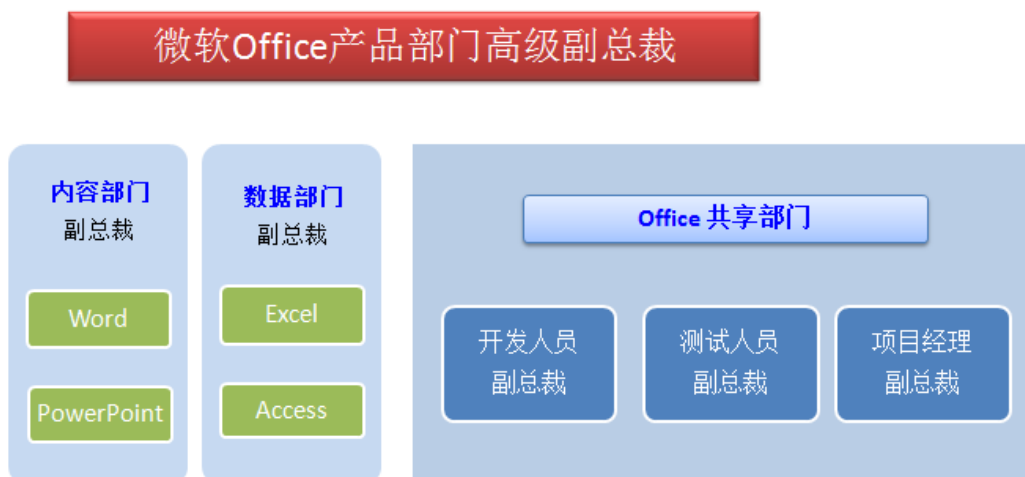 微软Office产品部门高级副总裁
内容部门
副总裁
Word
PowerPoint
数据部门
副总裁
Excel
Access
Office 共享部门
开发人员
副总裁
测试人员
副总裁
项目经理
副总裁